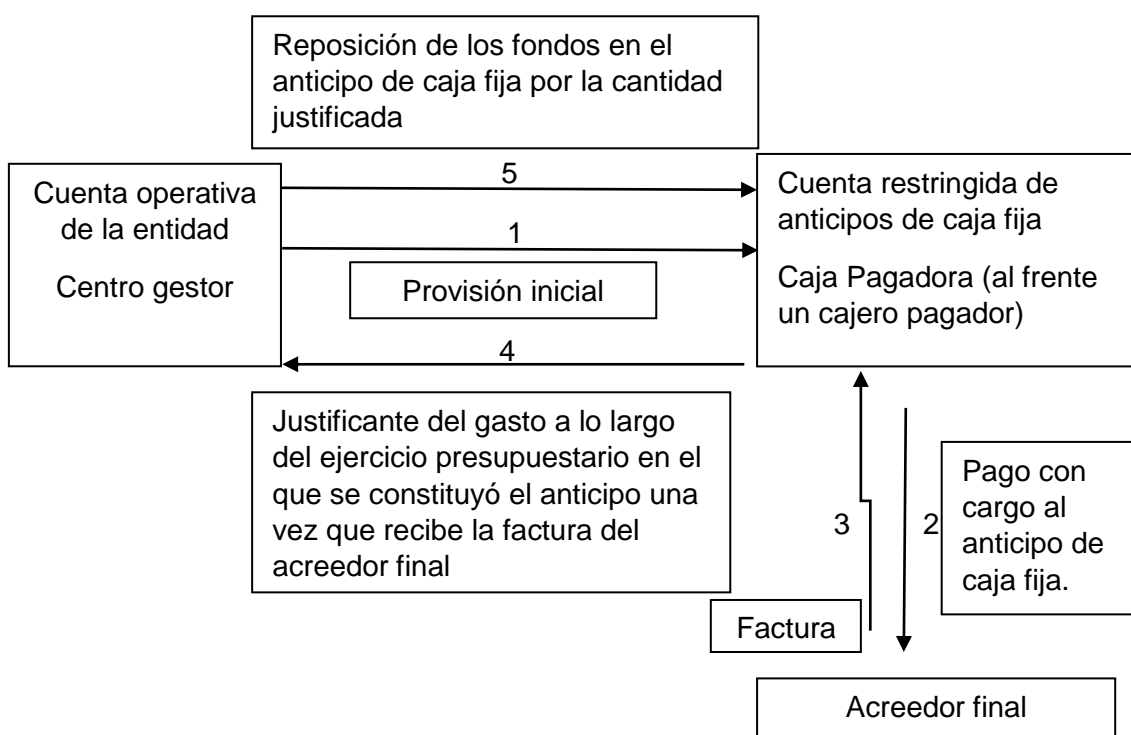 Reposición de los fondos en el
anticipo de caja fija por la cantidad
justificada
Cuenta operativa
de la entidad
Centro gestor
5
1
Provisión inicial
4
Cuenta restringida de
anticipos de caja fija
Caja Pagadora (al frente
un cajero pagador)
Justificante del gasto a lo largo
del ejercicio presupuestario en el
que se constituyó el anticipo una
vez que recibe la factura del
acreedor final
3
2
Pago con
cargo al
anticipo de
caja fija.
Factura
Acreedor final